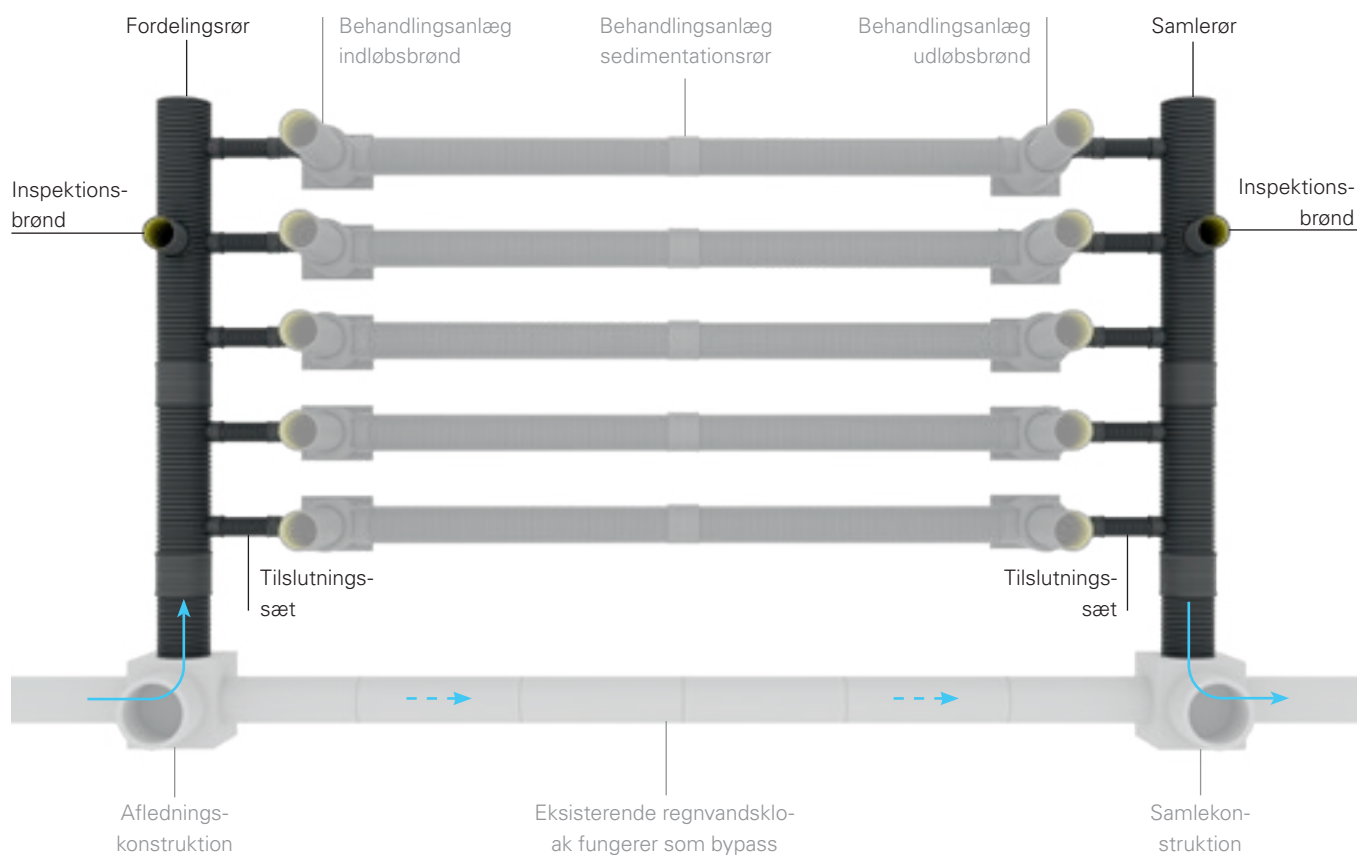 Fordelingsrør
Behandlingsanlæg
indløbsbrønd
Behandlingsanlæg
sedimentationsrør
Behandlingsanlæg
udløbsbrønd
Samlerør
Inspektions-
brønd
Inspektions-
brønd
Tilslutnings-
sæt
Tilslutnings-
sæt
Aflednings-
konstruktion
Eksisterende regnvandsklo-
ak fungerer som bypass
Samlekon-
struktion